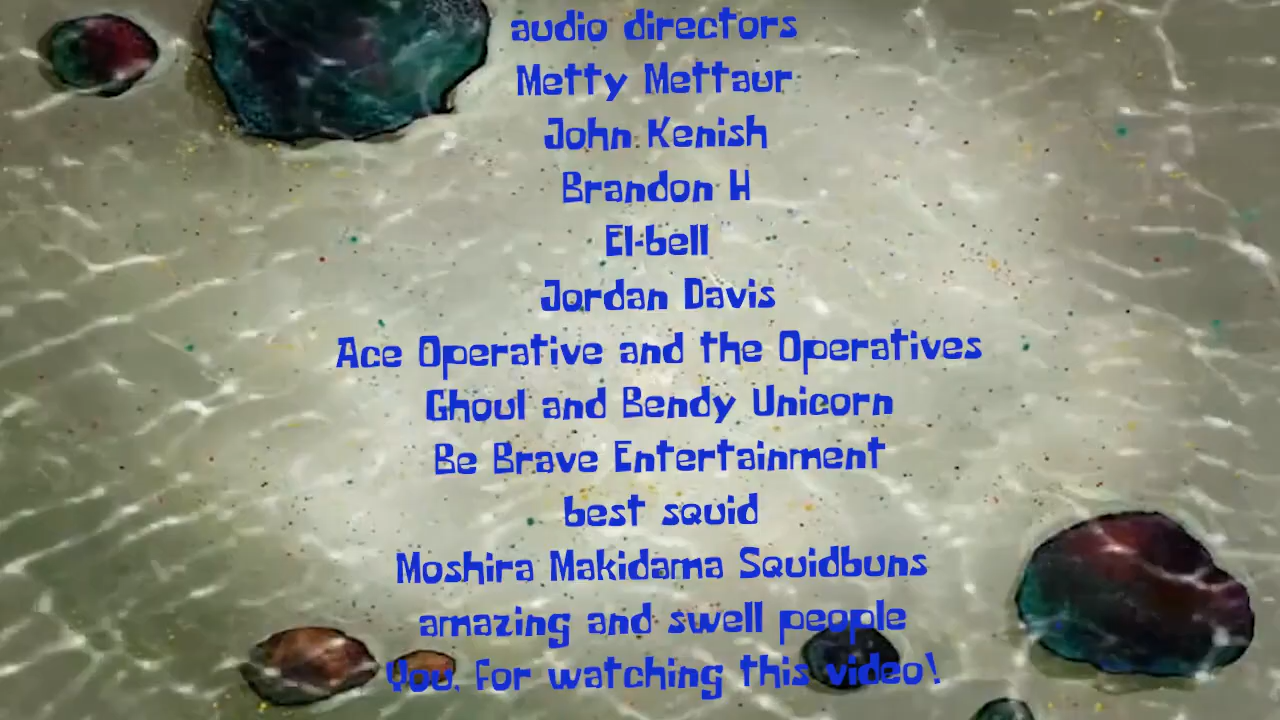 audio directors
Metty Mettaur
John Kenish
Brandon H
El-bell
Jordan Davis
Ace Operative and the Operatives
Ghoul and Bendy Unicorn
Be Brave Entertainment
best squid
Moshira Makidama Squidbuns
amazing and swell people
You. For watching this video!